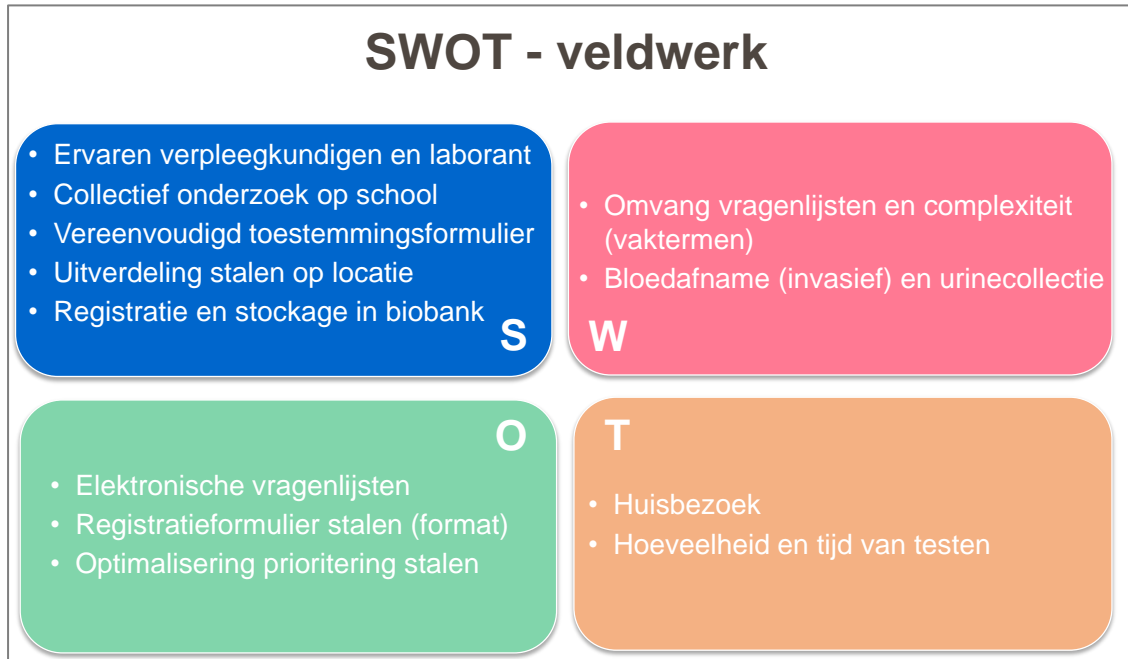 SWOT - veldwerk
• Ervaren verpleegkundigen en laborant
• Collectief onderzoek op school
• Vereenvoudigd toestemmingsformulier
• Uitverdeling stalen op locatie
• Registratie en stockage in biobank
S
• Omvang vragenlijsten en complexiteit
(vaktermen)
• Bloedafname (invasief) en urinecollectie
W
O
• Elektronische vragenlijsten
• Registratieformulier stalen (format)
• Optimalisering prioritering stalen
T
• Huisbezoek
• Hoeveelheid en tijd van testen